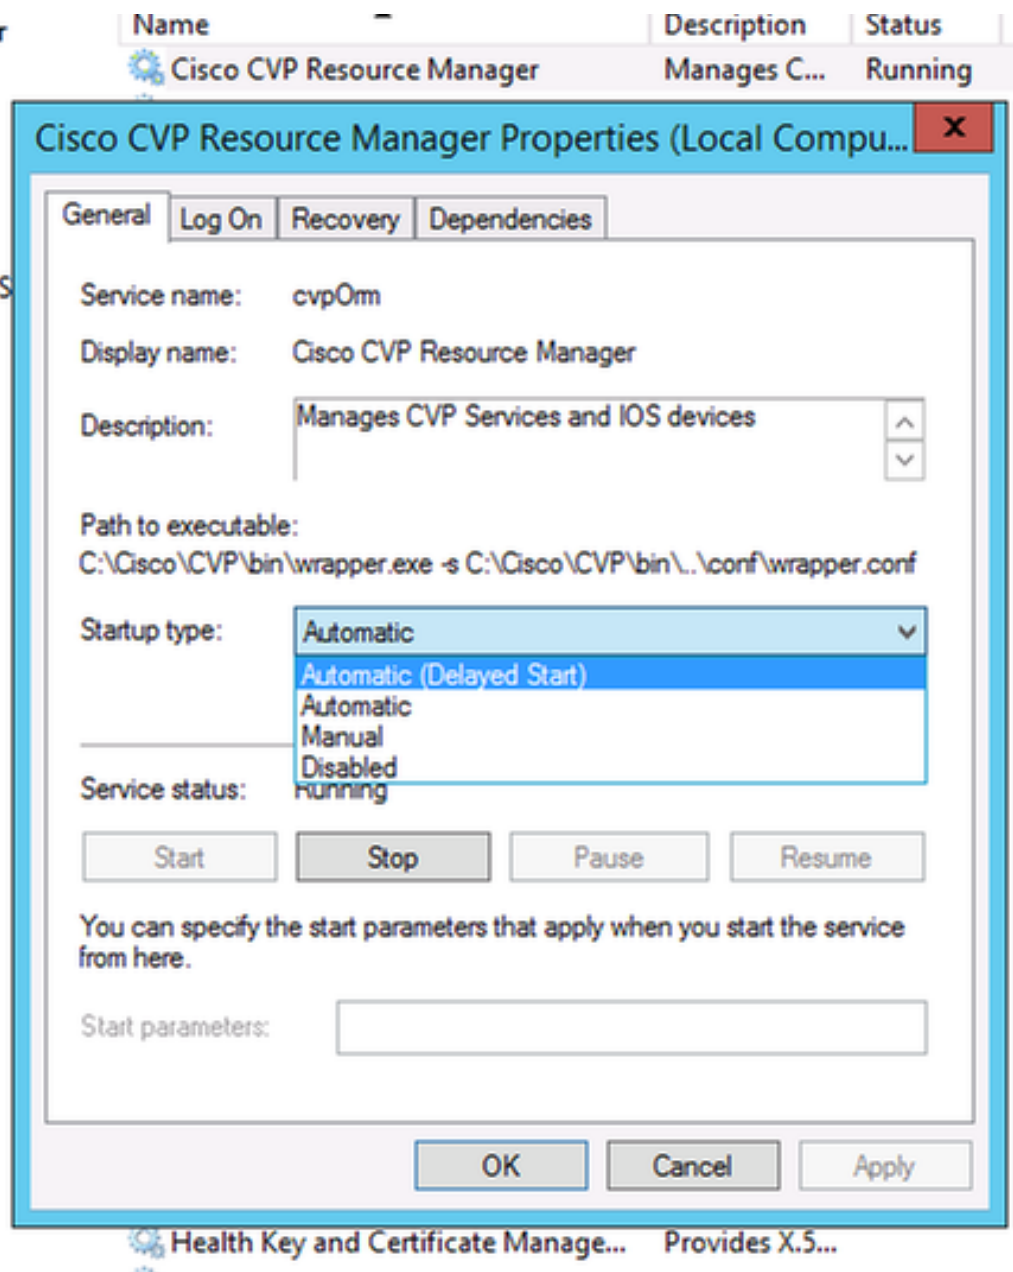 Name Description Status
Cisco CVP Resource Manager Manages C... Running
Cisco CVP Resource Manager Properties (Local Compu... x
General Log On Recovery Dependencies
Service name: cvpOrm
Display name: Cisco CVP Resource Manager
Description: Manages CVP Services and IOS devices
Path to executable:
C:\Cisco\CVP\bin\wrapper.exe -s C:\Cisco\CVP\bin\..\conf\wrapper.conf
Startup type: Automatic
Automatic (Delayed Start)
Automatic
Manual
Disabled
Service status: Running
Start Stop Pause Resume
You can specify the start parameters that apply when you start the service
from here.
Start parameters:
OK Cancel Apply
Health Key and Certificate Manage... Provides X.5...